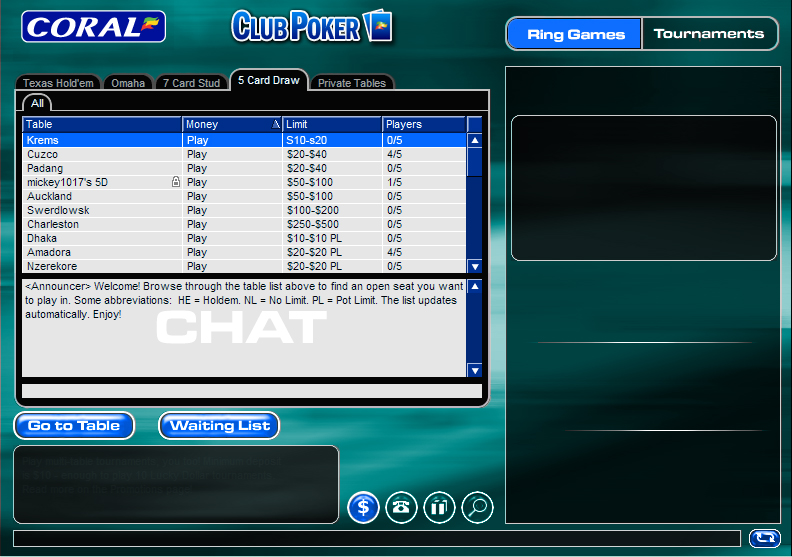 CORAL
CLUB POKER
Ring Games
Tournaments
Texas Hold'em
Omaha
7 Card Stud
5 Card Draw
Private Tables
All
Table Money Limit Players
Krems Play S10-s20 0/5
Cuzco Play $20-$40 4/5
Padang Play $20-$40 0/5
mickey1017's 5D Play $50-$100 1/5
Auckland Play $50-$100 0/5
Swerdlowsk Play $100-$200 0/5
Charleston Play $250-$500 0/5
Dhaka Play $10-$10 PL 0/5
Amadora Play $20-$20 PL 4/5
Nzerekore Play $20-$20 PL 0/5
<Announcer> Welcome! Browse through the table list above to find an open seat you want
to play in. Some abbreviations: HE = Holdem. NL = No Limit. PL = Pot Limit. The list updates
automatically. Enjoy!
CHAT
Go to Table
Waiting List
$